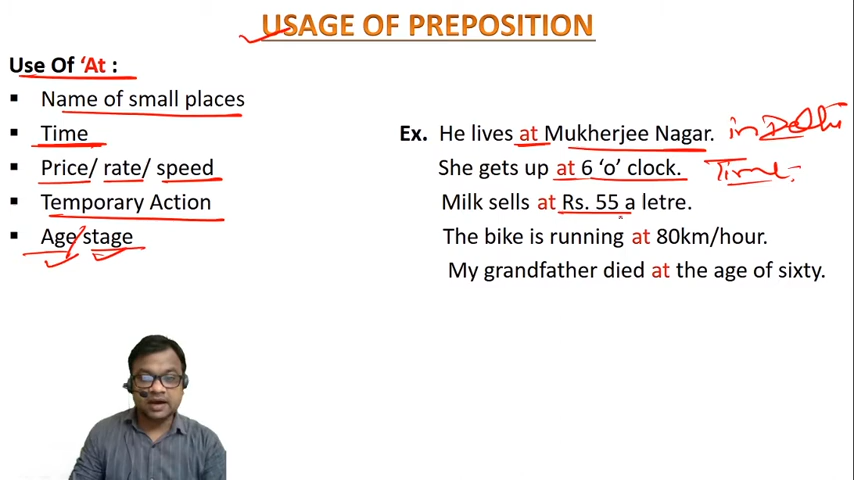 USAGE OF PREPOSITION
Use Of ‘At :
▪ Name of small places
▪ Time
▪ Price/ rate/ speed
▪ Temporary Action
▪ Age/stage
Ex. He lives at Mukherjee Nagar. in Delhi
She gets up at 6 ‘o’ clock. Time
Milk sells at Rs. 55 a letre.
The bike is running at 80km/hour.
My grandfather died at the age of sixty.